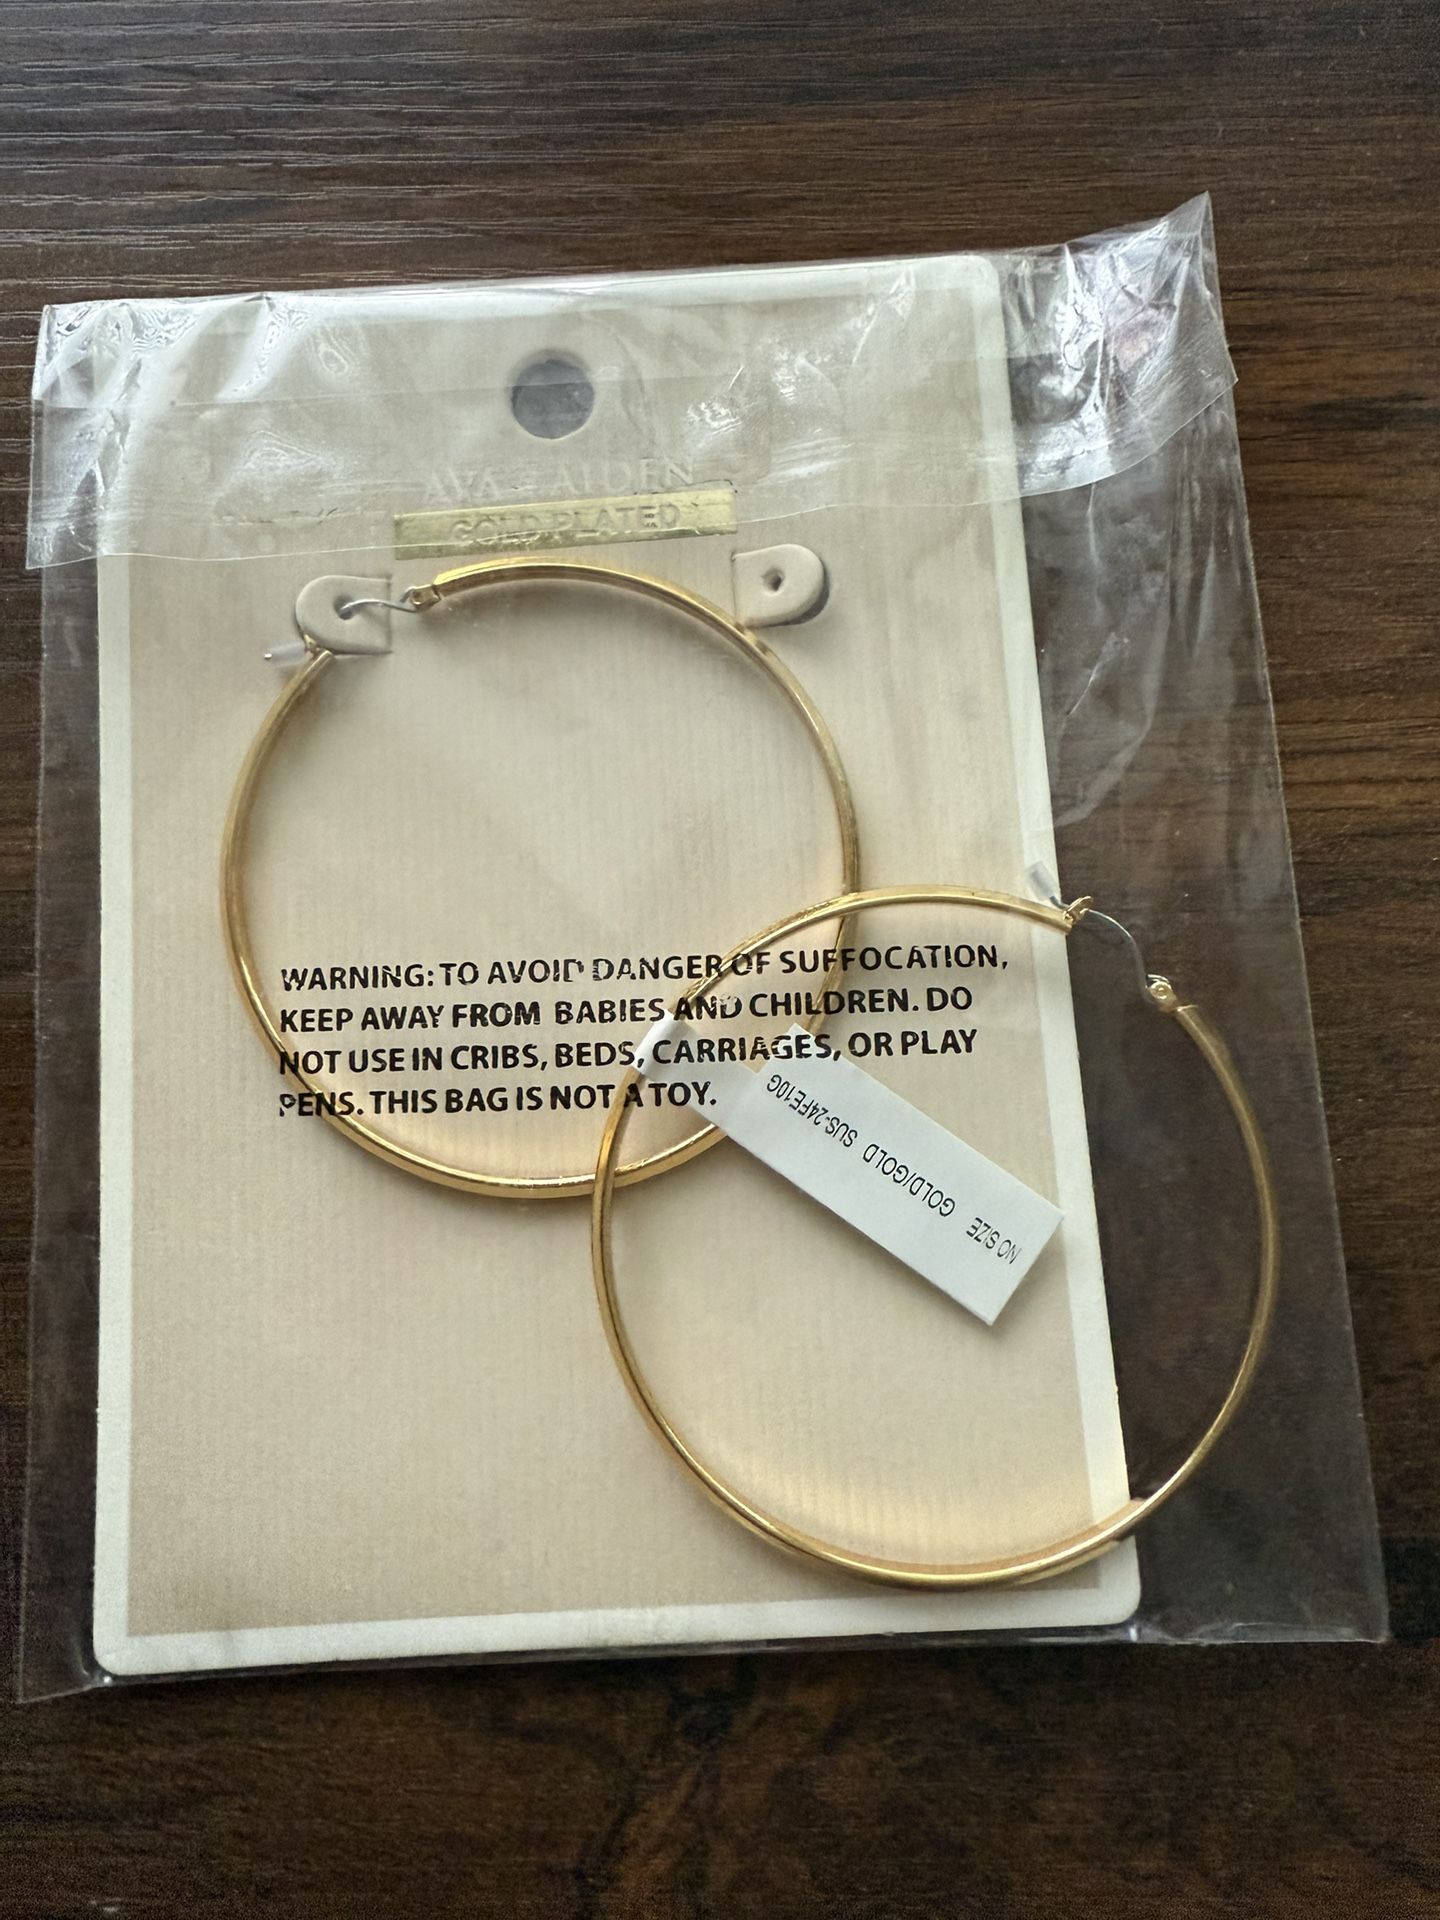 AVA + ALDEN
GOLD PLATED
WARNING: TO AVOID DANGER OF SUFFOCATION,
KEEP AWAY FROM BABIES AND CHILDREN. DO
NOT USE IN CRIBS, BEDS, CARRIAGES, OR PLAY
PENS. THIS BAG IS NOT A TOY.
NO SIZE GOLD/GOLD SUS-24FE10G